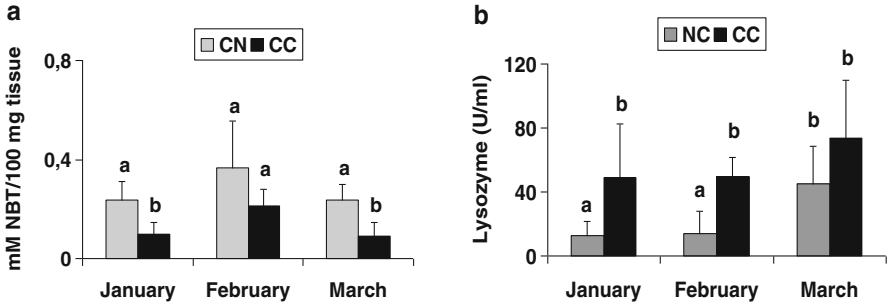 a
CN CC
mM NBT/100 mg tissue
0,8
0,4
0
a
b
a
a
a
b
January February March
b
NC CC
Lysozyme (U/ml)
120
80
40
0
a
b
a
b
b
b
January February March